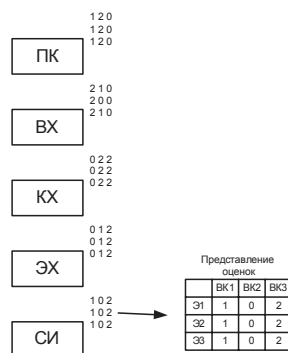 1 2 0
1 2 0
1 2 0
ПК
2 1 0
2 0 0
2 1 0
ВХ
0 2 2
0 2 2
0 2 2
КХ
0 1 2
0 1 2
0 1 2
ЭХ
1 0 2
1 0 2
1 0 2
СИ
Представление
оценок
ВК1 ВК2 ВК3
Э1 1 0 2
Э2 1 0 2
Э3 1 0 2